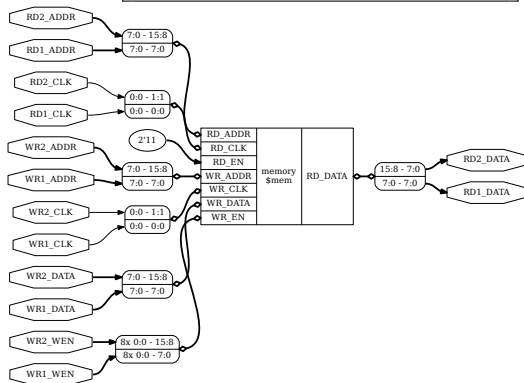 RD2_ADDR
RD1_ADDR
7:0 - 15:8
7:0 - 7:0
RD2_CLK
RD1_CLK
0:0 - 1:1
0:0 - 0:0
2'11
WR2_ADDR
WR1_ADDR
7:0 - 15:8
7:0 - 7:0
WR2_CLK
WR1_CLK
0:0 - 1:1
0:0 - 0:0
WR2_DATA
WR1_DATA
7:0 - 15:8
7:0 - 7:0
WR2_WEN
WR1_WEN
8x 0:0 - 15:8
8x 0:0 - 7:0
RD_ADDR
RD_CLK
RD_EN
WR_ADDR
WR_CLK
WR_DATA
WR_EN
memory
$mem
RD_DATA
15:8 - 7:0
7:0 - 7:0
RD2_DATA
RD1_DATA